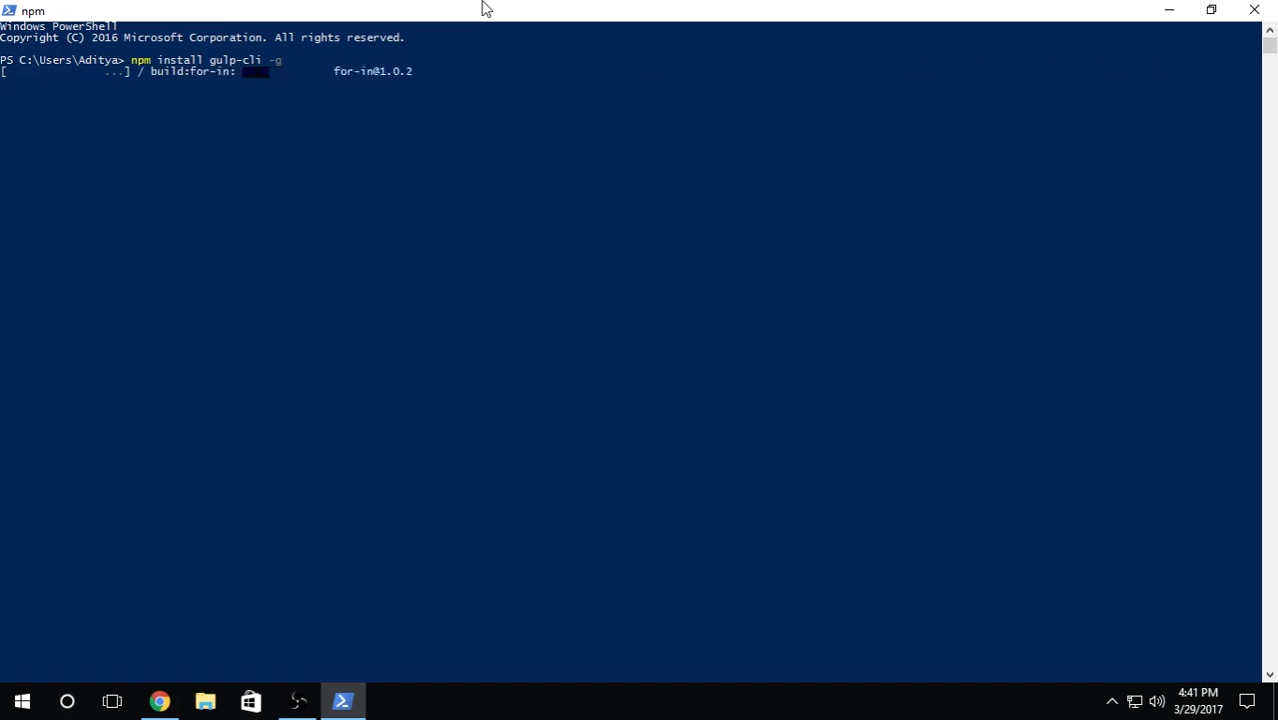 npm
Windows PowerShell
Copyright (C) 2016 Microsoft Corporation. All rights reserved.
PS C:\Users\Aditya> npm install gulp-cli -g
[ ...] / build:for-in: for-in@1.0.2
4:41 PM
3/29/2017